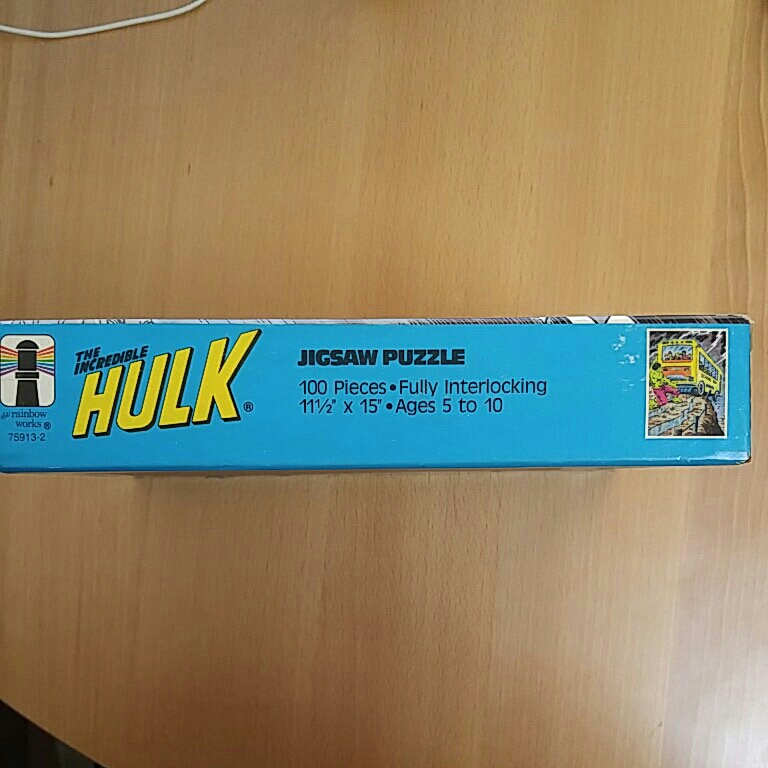 THE
INCREDIBLE
HULK®
JIGSAW PUZZLE
100 Pieces • Fully Interlocking
11½" x 15" • Ages 5 to 10
rainbow
works ®
75913-2